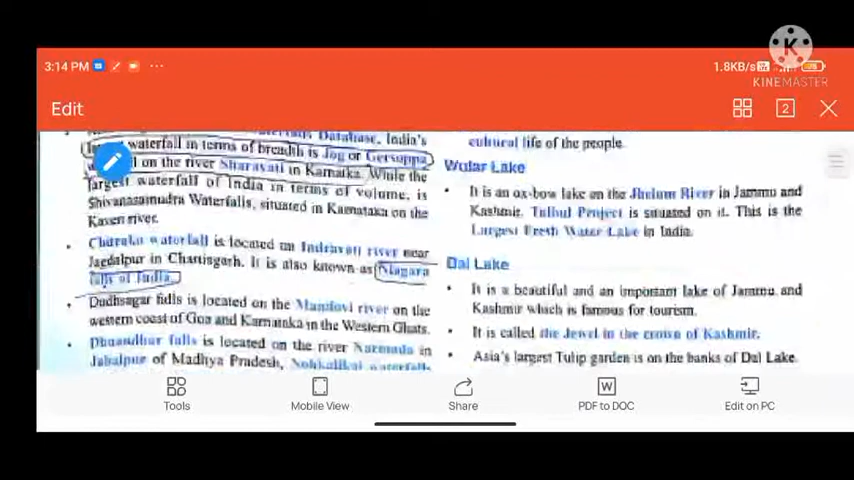 3:14 PM
1.8KB/s
KINEMASTER
Edit
2
Database. India's
waterfall in terms of breadth is Jog or Gersoppa
on the river Sharavati in Karnatka. While the
largest waterfall of India in terms of volume, is
Shivanasamudra Waterfalls, situated in Karnataka on the
Kaveri river.
waterfall is located on Indravati river near
Jagdalpur in It is also known as Niagara
falls of India.
Dudhsagar falls is located on the Mandovi river on the
western coast of Goa and Karnataka in the Western Ghats.
Dhuandhar falls is located on the river Narmada in
Jabalpur of Madhya Pradesh, Nohkalikai waterfalls
cultural life of the people.
Wular Lake
It is an ox-bow lake on the Jhelum River in Jammu and
Kashmir. Tulbul Project is situated on it. This is the
Largest Fresh Water Lake in India.
Dal Lake
It is a beautiful and an important lake of Jammu and
Kashmir which is famous for tourism.
It is called the Jewel in the crown of Kashmir.
Asia's largest Tulip garden is on the banks of Dal Lake.
Tools
Mobile View
Share
PDF to DOC
Edit on PC